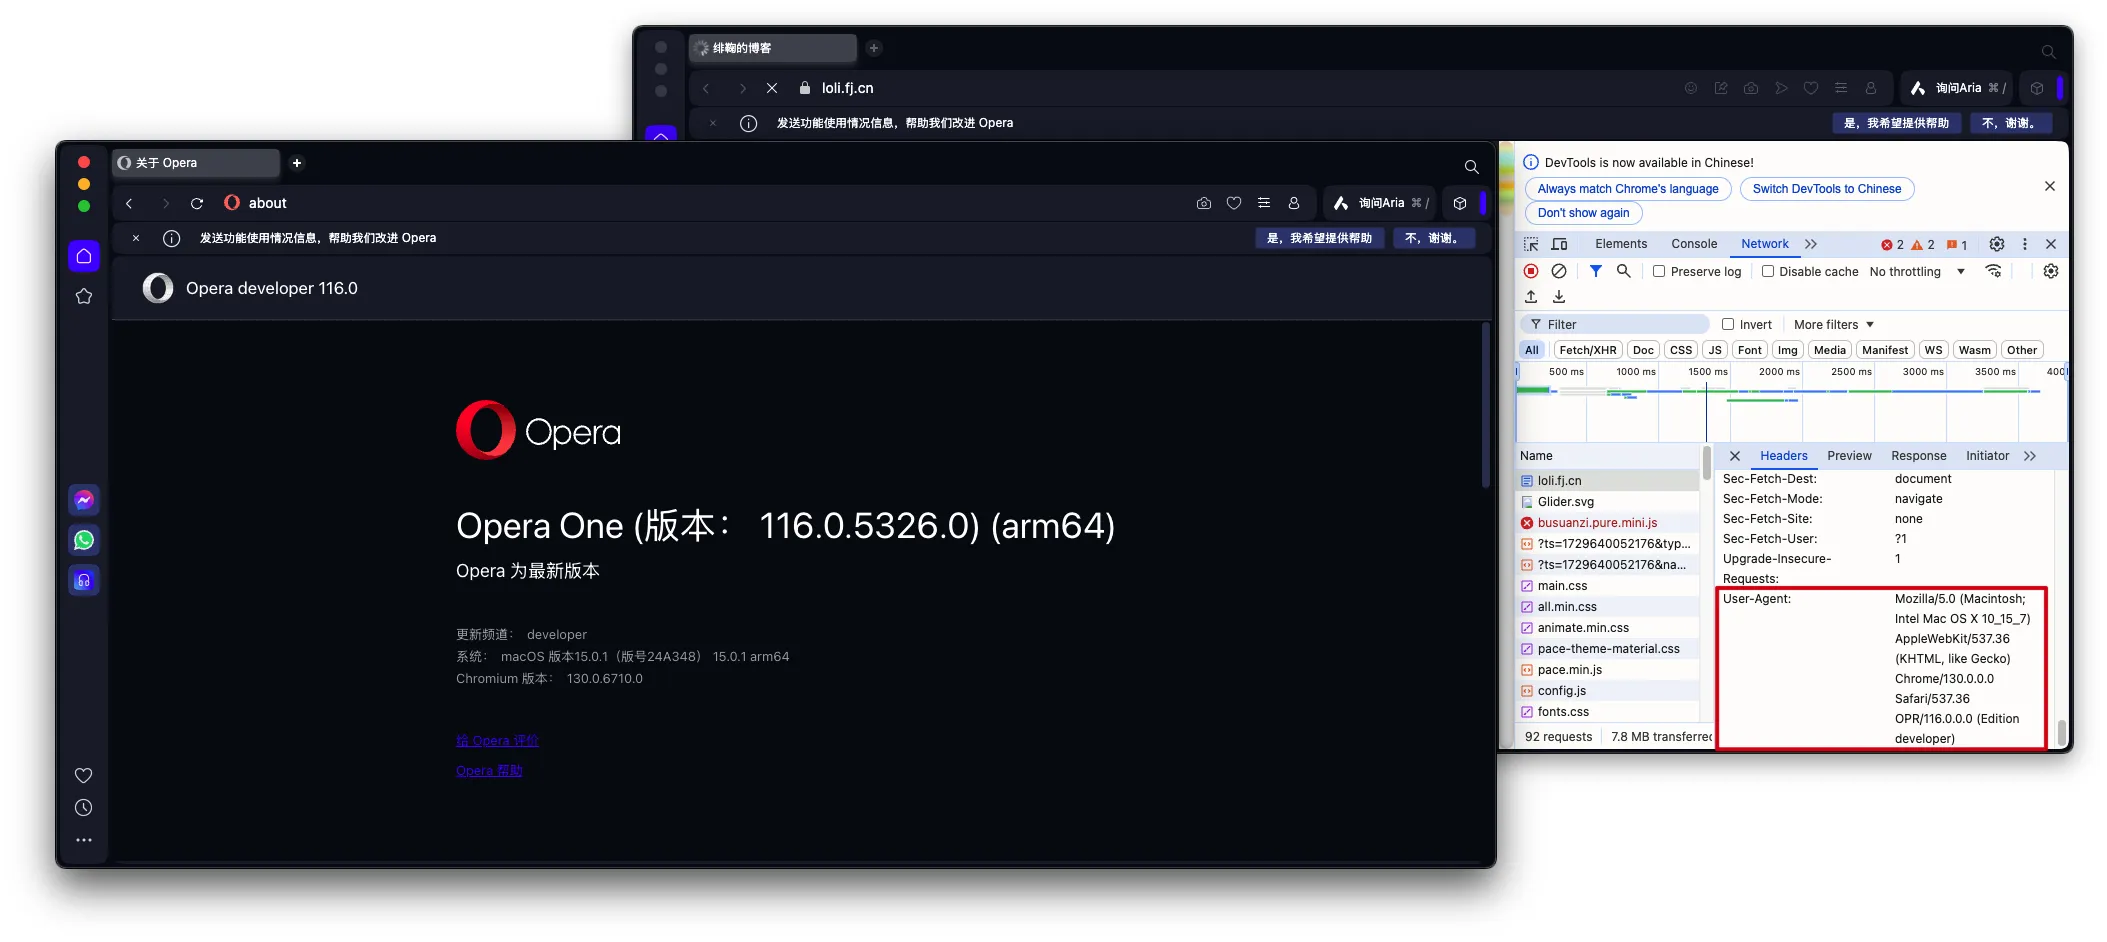 绯鞠的博客
loli.fj.cn
询问Aria ⌘ /
发送功能使用情况信息，帮助我们改进 Opera
是，我希望提供帮助
不，谢谢。
关于 Opera
about
询问Aria ⌘ /
发送功能使用情况信息，帮助我们改进 Opera
是，我希望提供帮助
不，谢谢。
Opera developer 116.0
Opera
Opera One (版本： 116.0.5326.0) (arm64)
Opera 为最新版本
更新频道： developer
系统： macOS 版本15.0.1（版号24A348） 15.0.1 arm64
Chromium 版本： 130.0.6710.0
给 Opera 评价
Opera 帮助
DevTools is now available in Chinese!
Always match Chrome's language
Switch DevTools to Chinese
Don't show again
Elements Console Network 2 2 1
Preserve log Disable cache No throttling
Filter Invert More filters
All Fetch/XHR Doc CSS JS Font Img Media Manifest WS Wasm Other
500 ms 1000 ms 1500 ms 2000 ms 2500 ms 3000 ms 3500 ms 400
Name
loli.fj.cn
Glider.svg
busuanzi.pure.mini.js
?ts=1729640052176&typ...
?ts=1729640052176&na...
main.css
all.min.css
animate.min.css
pace-theme-material.css
pace.min.js
config.js
fonts.css
92 requests 7.8 MB transferred
Headers Preview Response Initiator
Sec-Fetch-Dest: document
Sec-Fetch-Mode: navigate
Sec-Fetch-Site: none
Sec-Fetch-User: ?1
Upgrade-Insecure- 1
Requests:
User-Agent: Mozilla/5.0 (Macintosh;
Intel Mac OS X 10_15_7)
AppleWebKit/537.36
(KHTML, like Gecko)
Chrome/130.0.0.0
Safari/537.36
OPR/116.0.0.0 (Edition
developer)